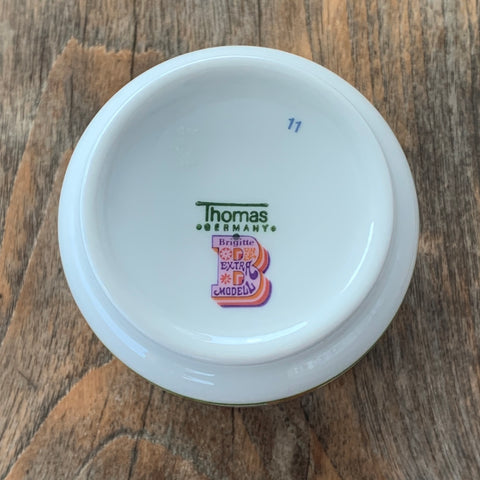 11
Thomas
GERMANY
Brigitte
EXTRA
MODELL
B